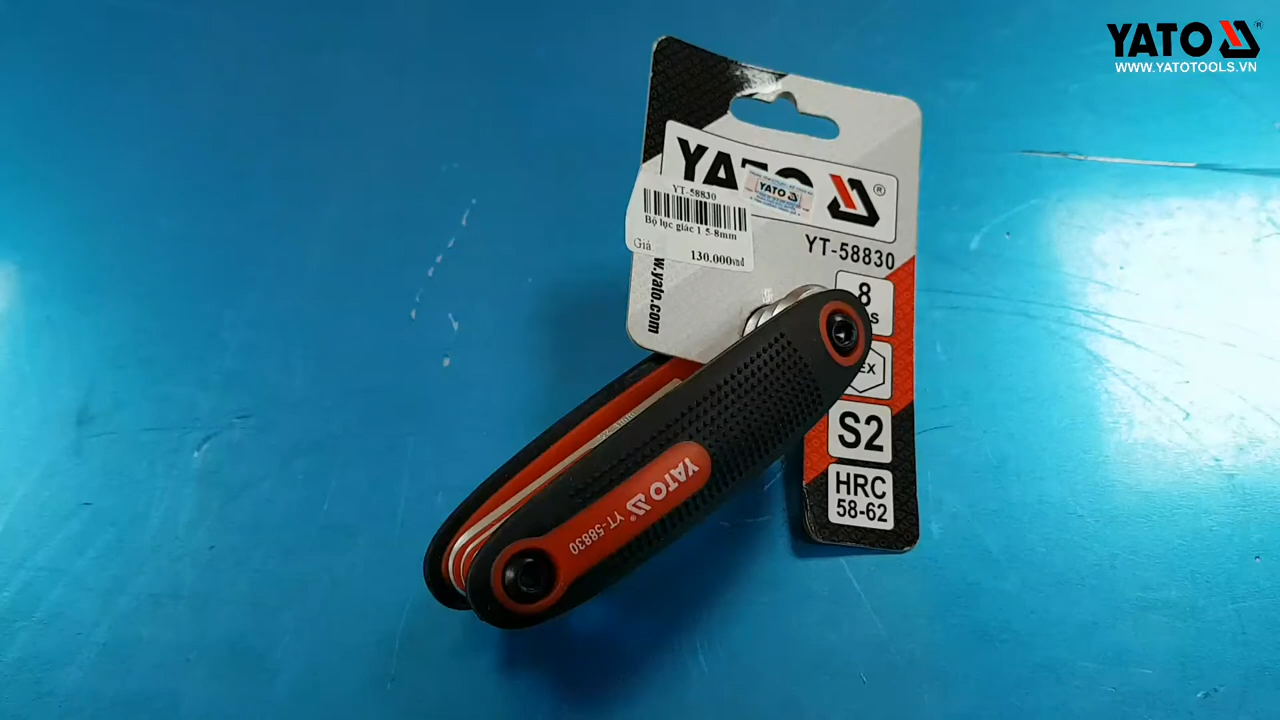 YATO
WWW.YATOTOOLS.VN
YATO
YATO
YT-58830
Bộ lục giác 1 5-8mm
Giá
130.000vnđ
YT-58830
w.yato.com
8
S2
HRC
58-62
YATO
YT-58830